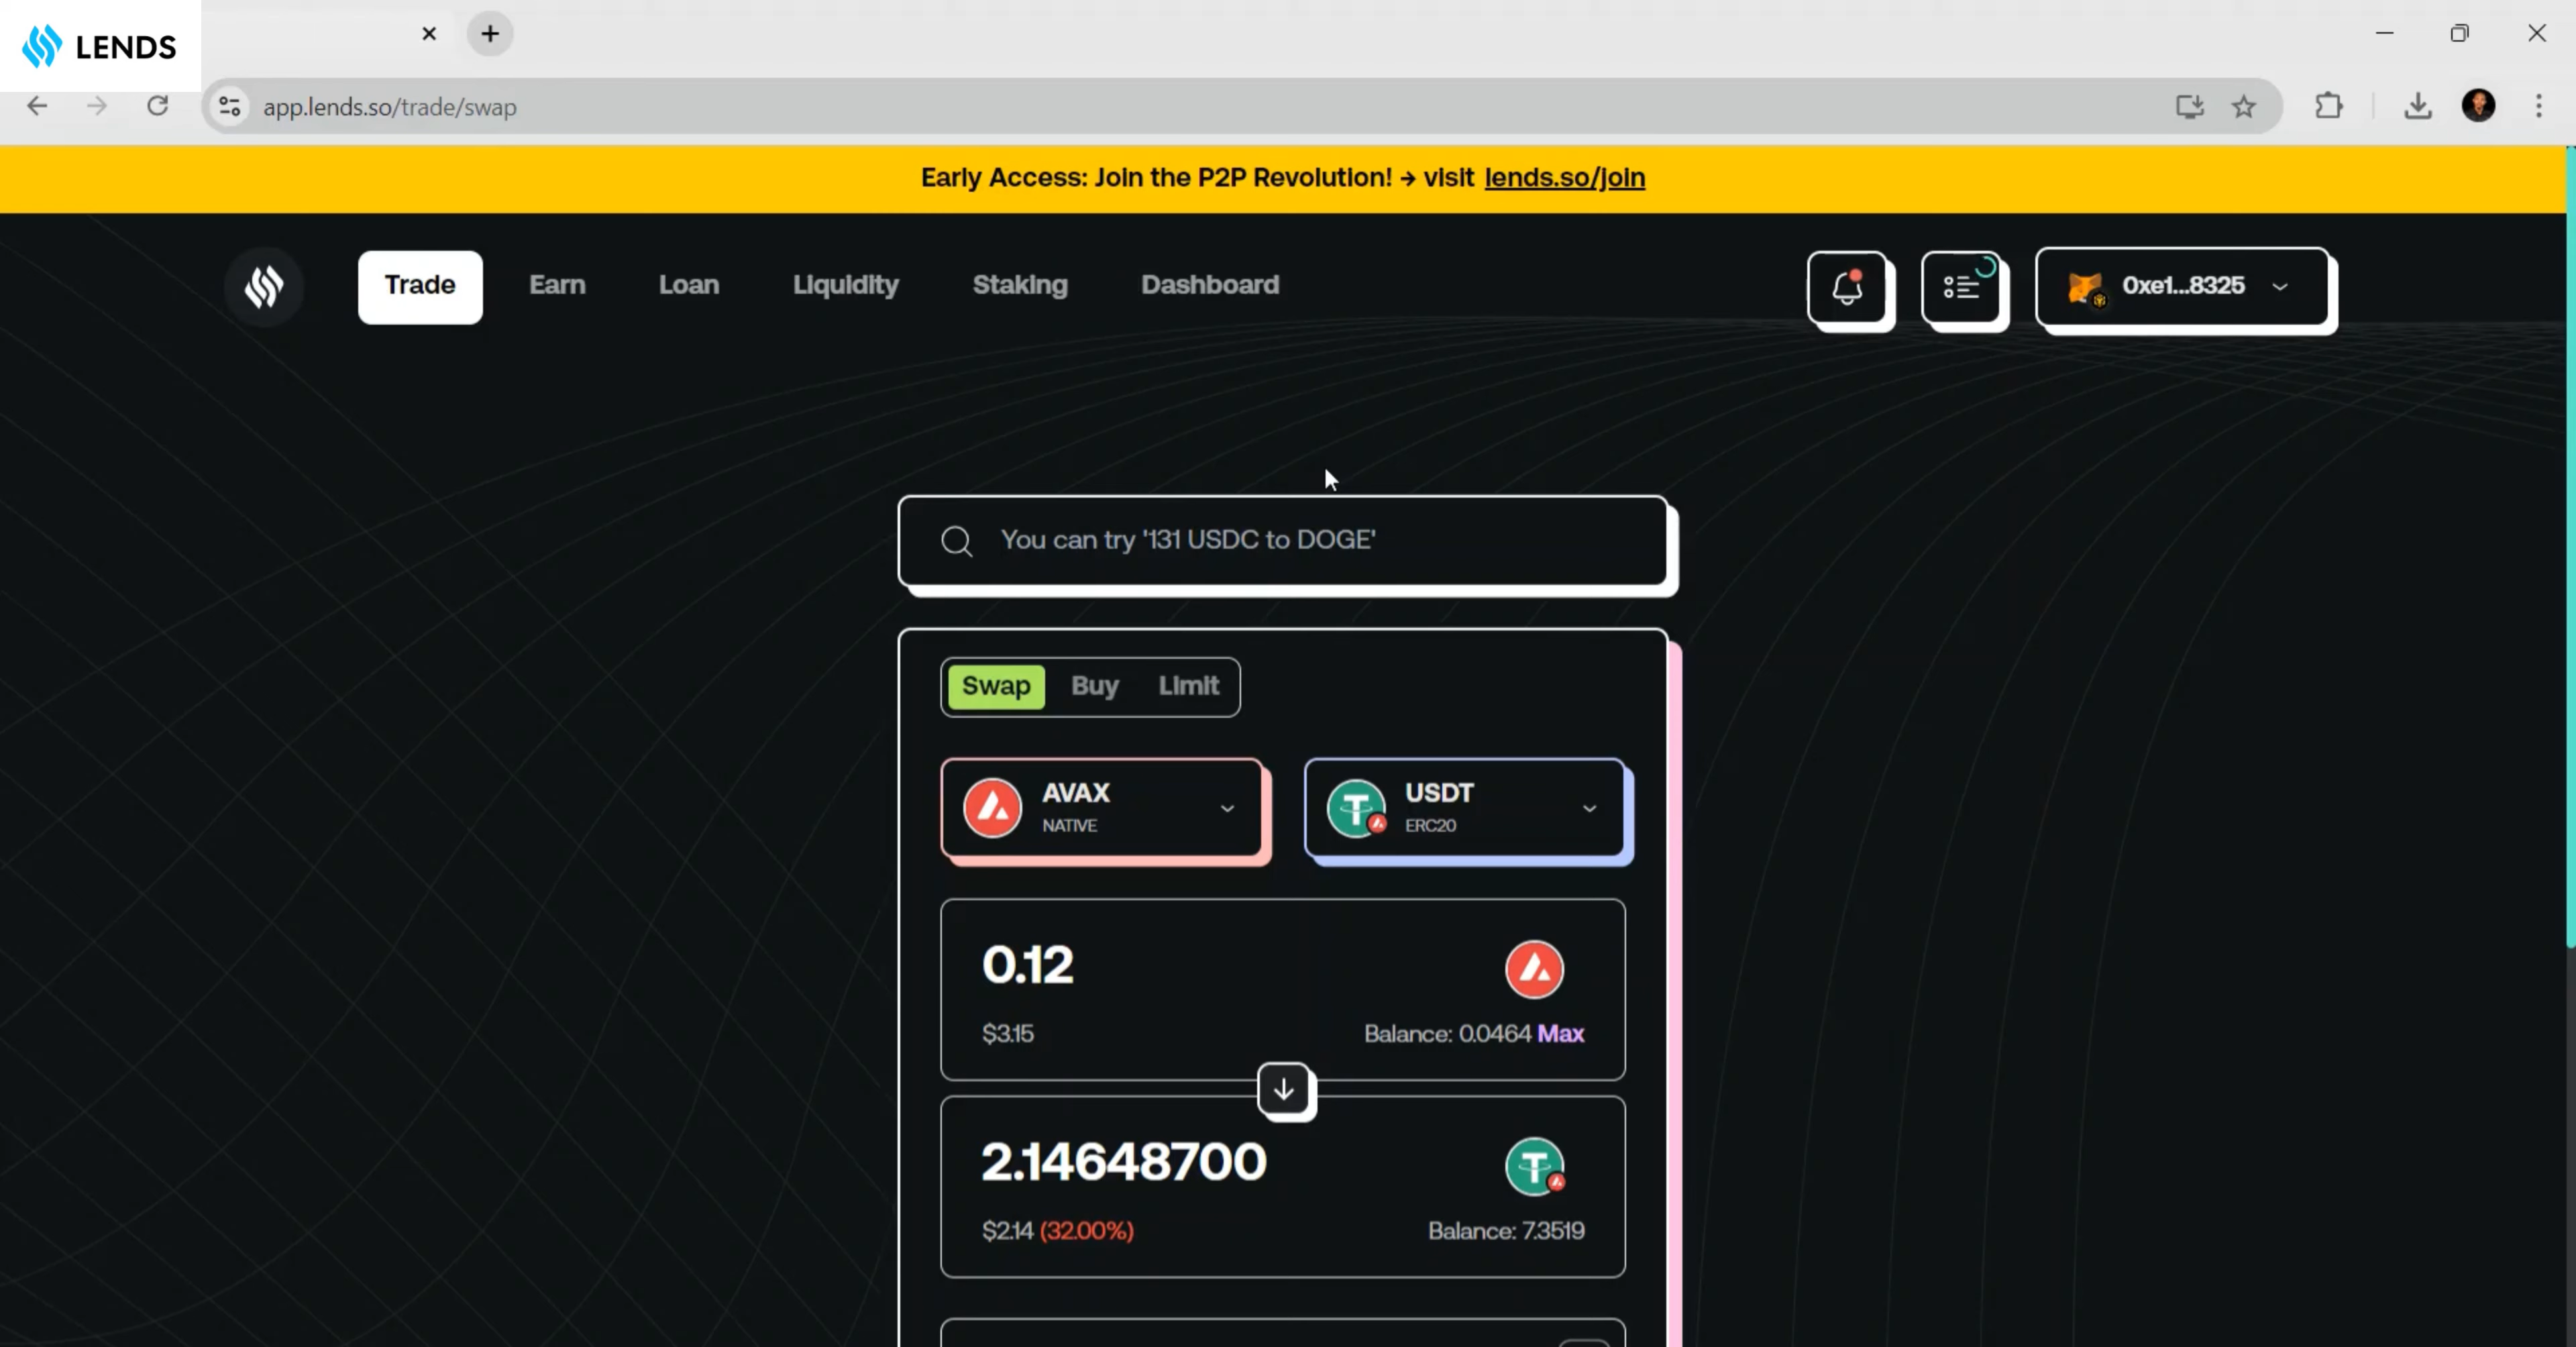 LENDS
app.lends.so/trade/swap
Early Access: Join the P2P Revolution! → visit lends.so/join
Trade Earn Loan Liquidity Staking Dashboard 0xe1...8325
You can try '131 USDC to DOGE'
Swap Buy Limit
AVAX USDT
NATIVE ERC20
0.12
$3.15 Balance: 0.0464 Max
2.14648700
$2.14 (32.00%) Balance: 7.3519